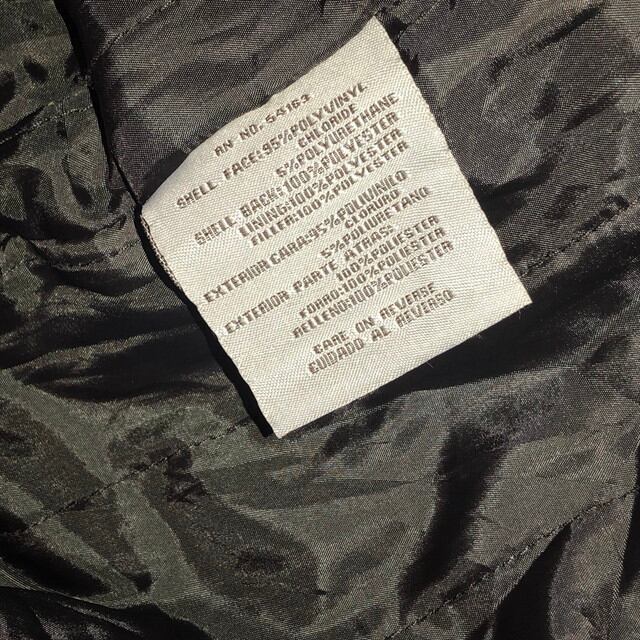 RN NO. 54163
SHELL FACE:95%POLYVINYE
CHLORIDE
5%POLYURETHANE
SHELL BACK:100%POLYESTER
LINING:100%POLYESTER
FILLER:100%POLYESTER
EXTERIOR CARA:95%POLOVINILO
CLORURO
5%POLIURETANO
EXTERIOR PARTE ATRAS:
100%POLIESTER
FORRO:100%POLIESTER
RELLENO:100%POLIESTER
CARE ON REVERSE
CUIDADO AL REVERSO